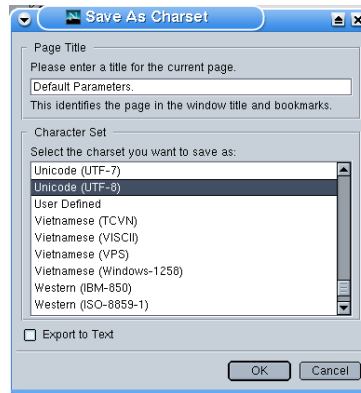 Save As Charset
Page Title
Please enter a title for the current page.
Default Parameters.
This identifies the page in the window title and bookmarks.
Character Set
Select the charset you want to save as:
Unicode (UTF-7)
Unicode (UTF-8)
User Defined
Vietnamese (TCVN)
Vietnamese (VISCII)
Vietnamese (VPS)
Vietnamese (Windows-1258)
Western (IBM-850)
Western (ISO-8859-1)
Export to Text
OK Cancel